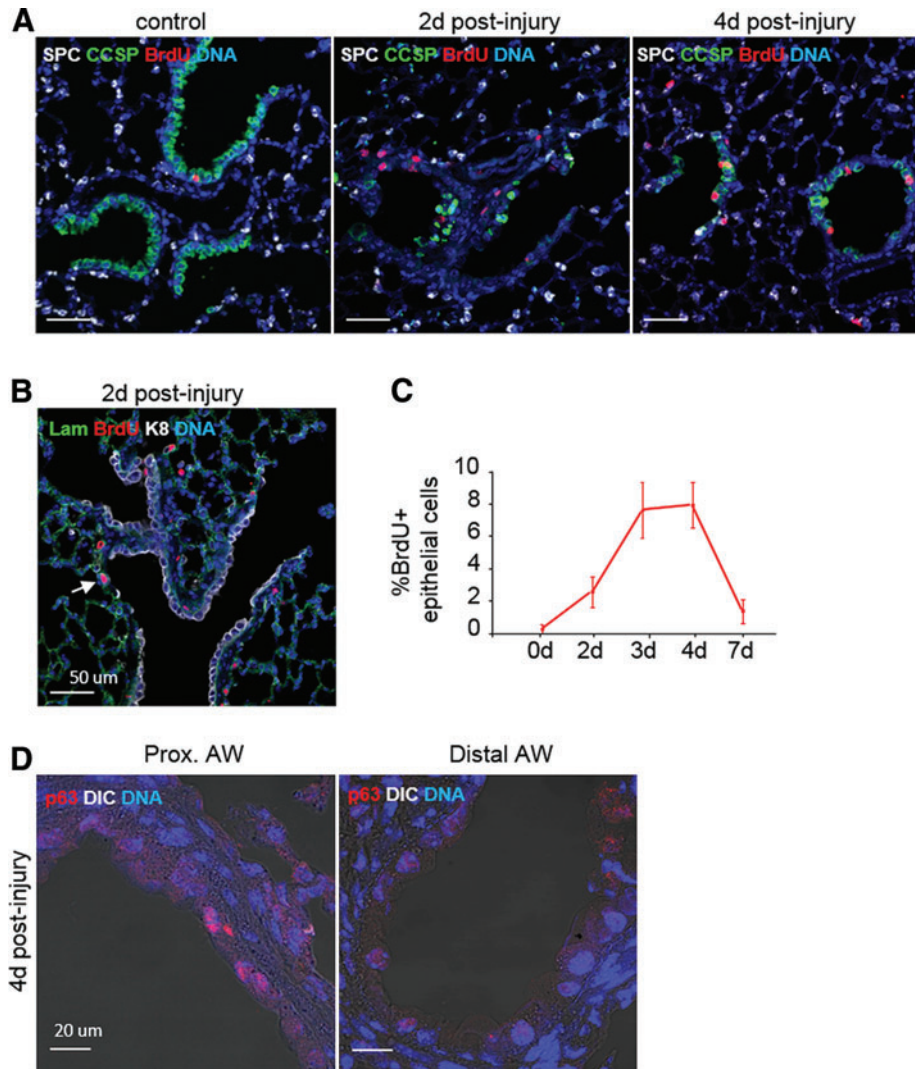 A
control
2d post-injury
4d post-injury
SPC CCSP BrdU DNA
SPC CCSP BrdU DNA
SPC CCSP BrdU DNA
B
2d post-injury
Lam BrdU K8 DNA
50 um
C
%BrdU+
epithelial cells
10
8
6
4
2
0
0d
2d
3d
4d
7d
D
Prox. AW
Distal AW
4d post-injury
p63 DIC DNA
p63 DIC DNA
20 um